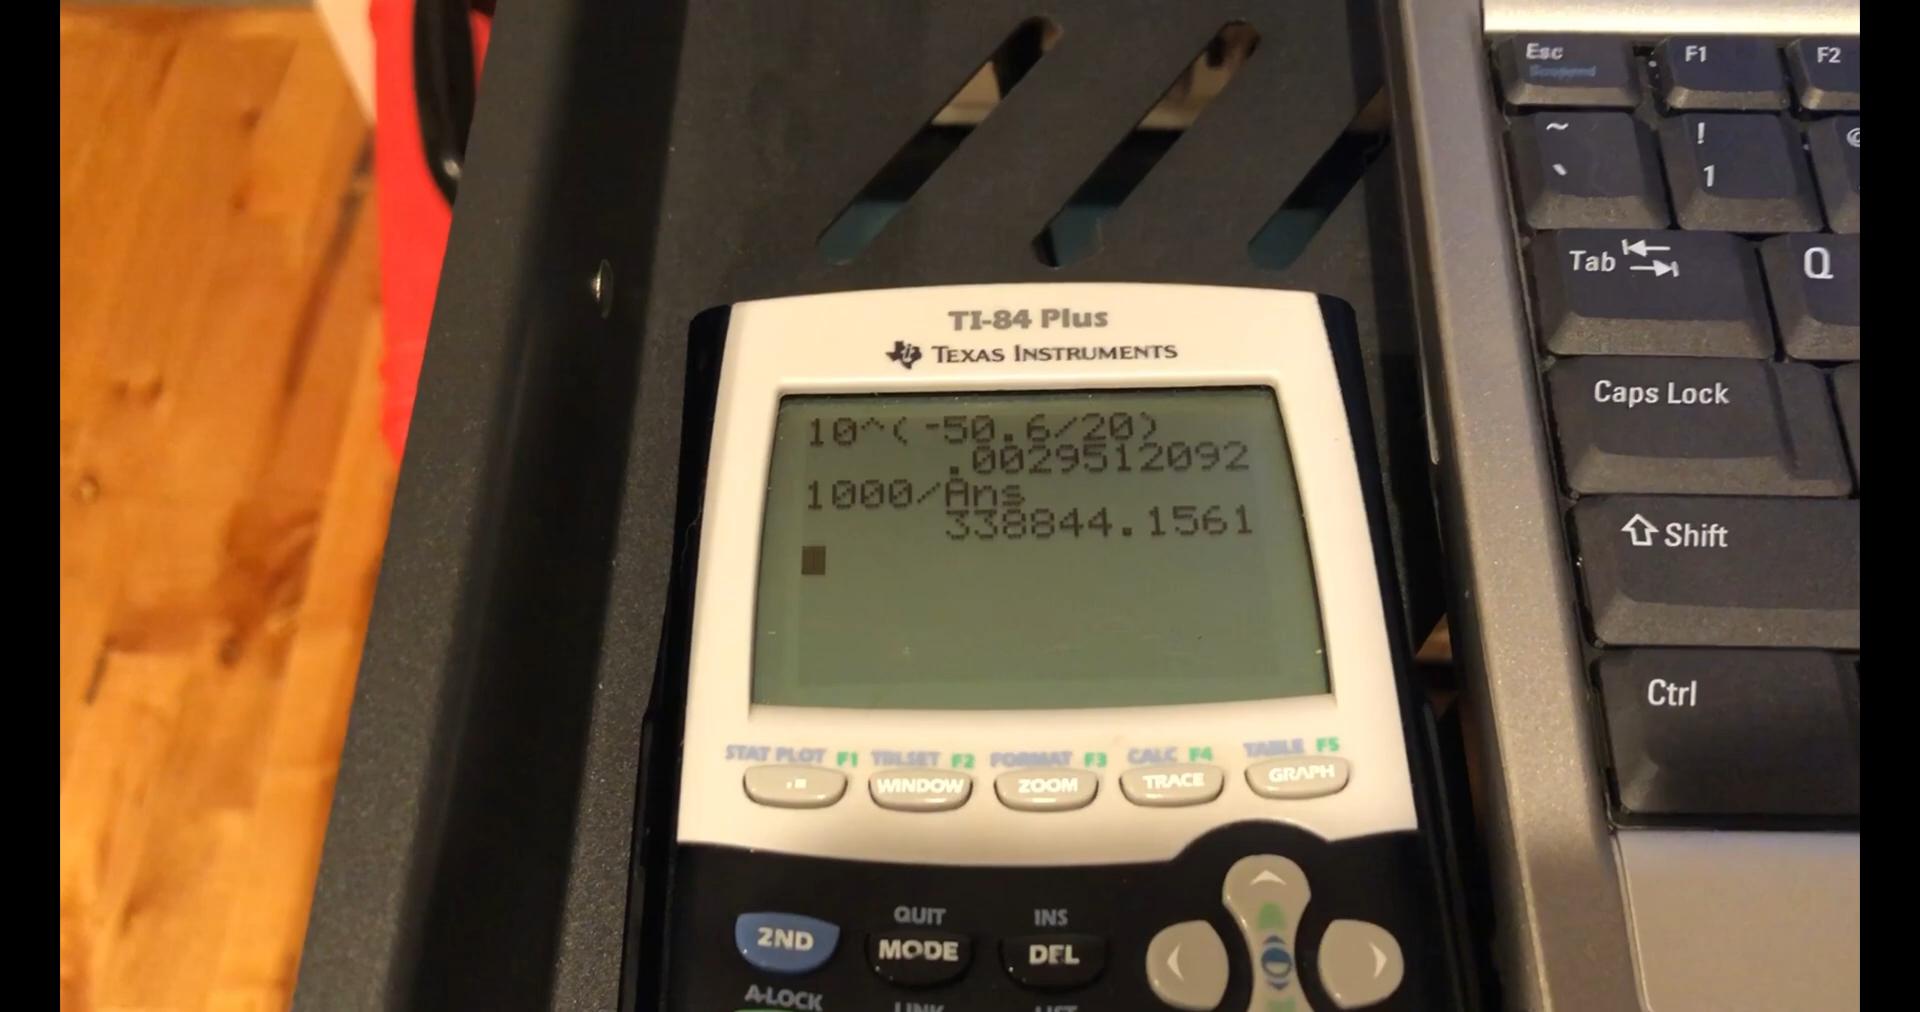 Esc
F1
F2
~
`
!
1
Tab
Q
Caps Lock
Shift
Ctrl
TI-84 Plus
TEXAS INSTRUMENTS
10^(-50.6/20)
.0029512092
1000/Ans
338844.1561
STAT PLOT F1 TBLSET F2 FORMAT F3 CALC F4 TABLE F5
WINDOW ZOOM TRACE GRAPH
QUIT INS
2ND MODE DEL
A-LOCK LINK LIST